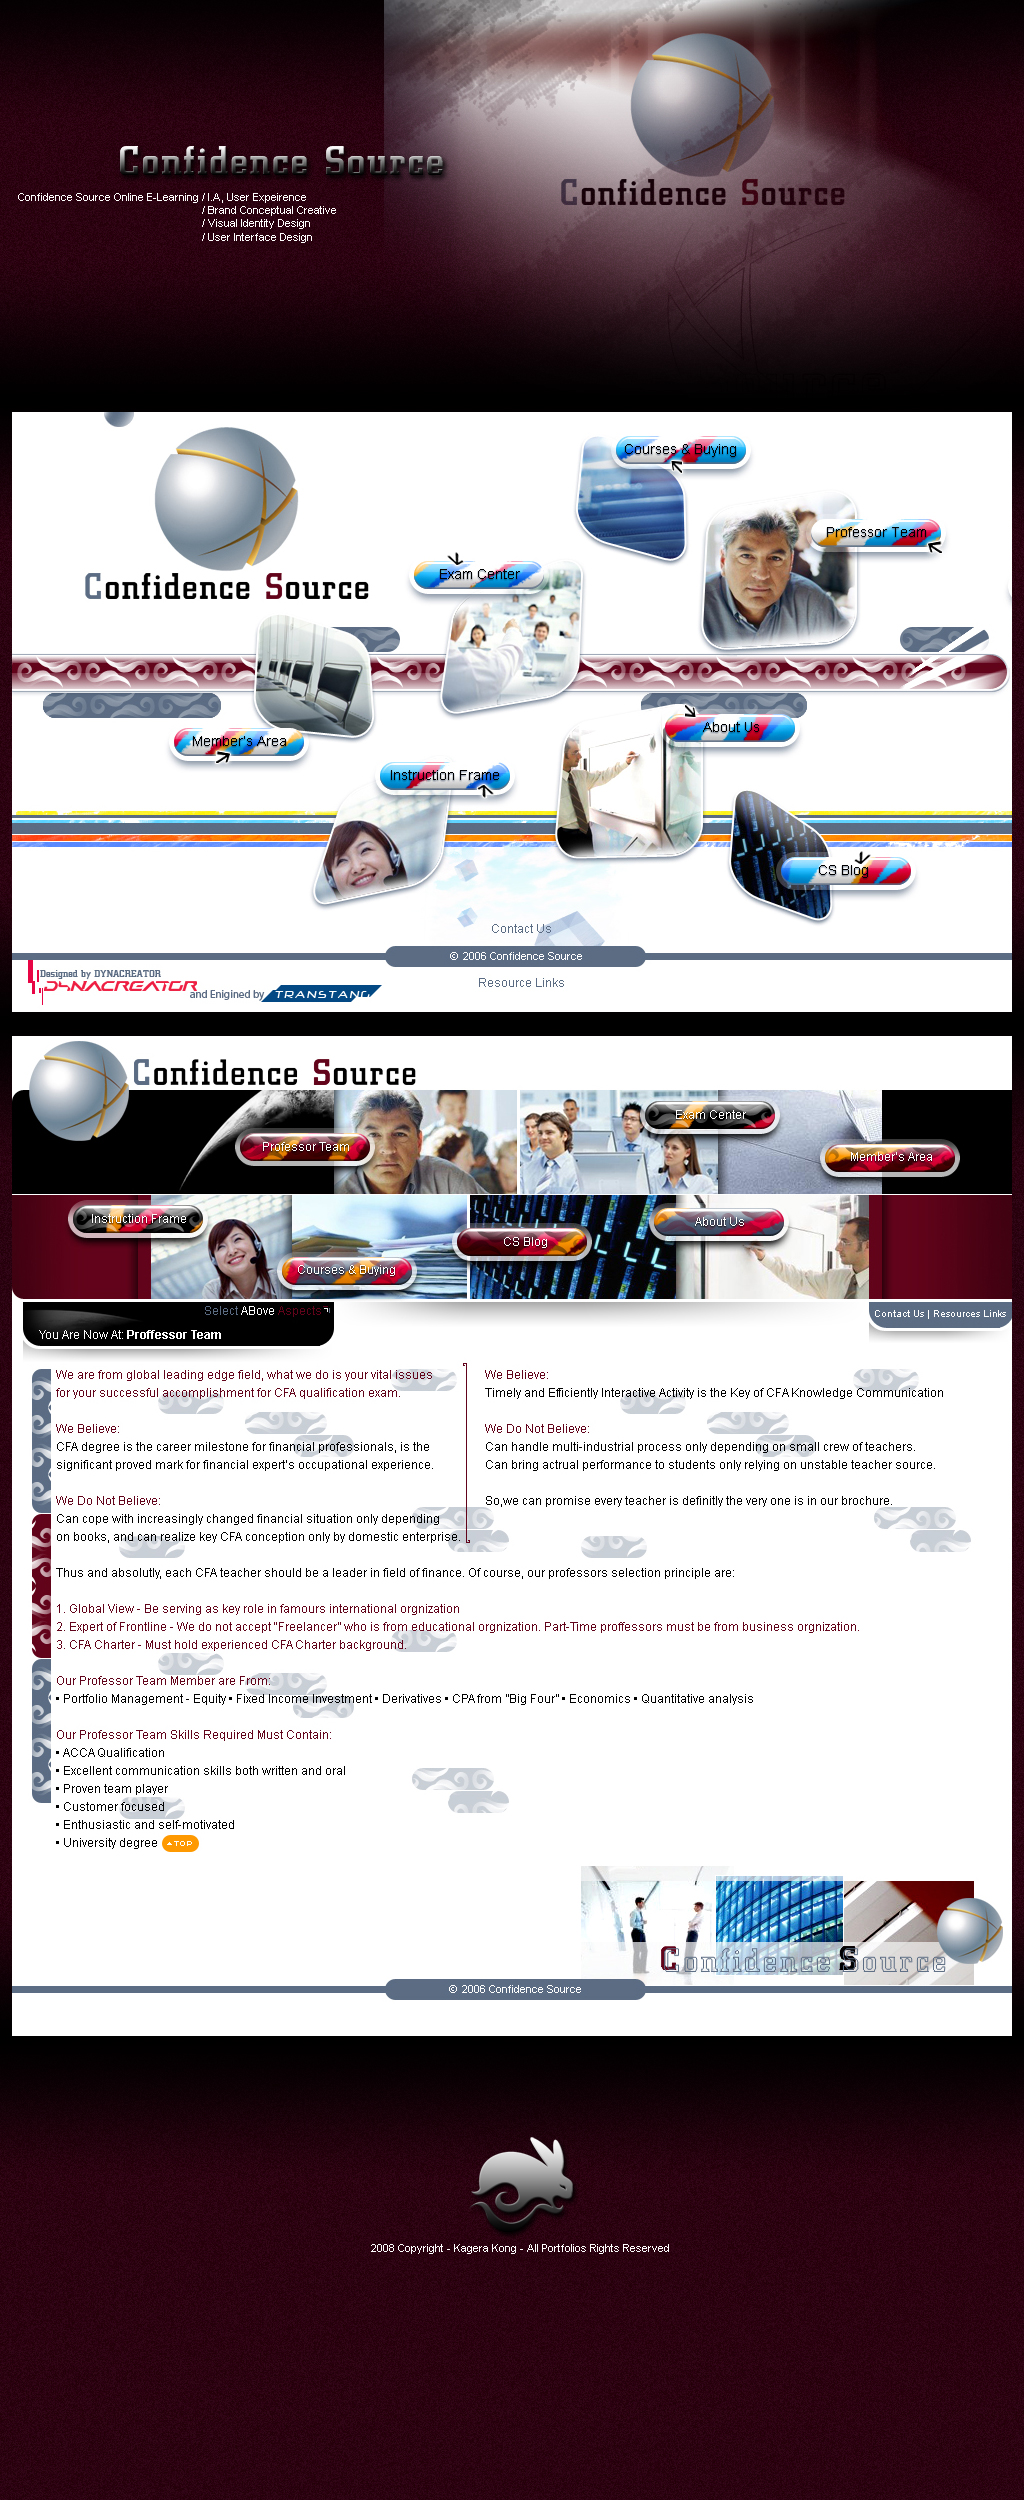 Confidence Source
Confidence Source Online E-Learning / I.A, User Expeirence
/ Brand Conceptual Creative
/ Visual Identity Design
/ User Interface Design
Confidence Source
Confidence Source
Courses & Buying
Professor Team
Exam Center
Member's Area
About Us
Instruction Frame
CS Blog
Contact Us
© 2006 Confidence Source
Designed by DYNACREATOR
DYNACREATOR
and Enigined by
Resource Links
Confidence Source
Exam Center
Professor Team
Member's Area
Instruction Frame
About Us
CS Blog
Courses & Buying
Select ABove Aspects
Contact Us | Resources Links
You Are Now At: Proffessor Team
We are from global leading edge field, what we do is your vital issues
for your successful accomplishment for CFA qualification exam.
We Believe:
CFA degree is the career milestone for financial professionals, is the
significant proved mark for financial expert's occupational experience.
We Do Not Believe:
Can cope with increasingly changed financial situation only depending
on books, and can realize key CFA conception only by domestic enterprise.
We Believe:
Timely and Efficiently Interactive Activity is the Key of CFA Knowledge Communication
We Do Not Believe:
Can handle multi-industrial process only depending on small crew of teachers.
Can bring actrual performance to students only relying on unstable teacher source.
So,we can promise every teacher is definitly the very one is in our brochure.
Thus and absolutly, each CFA teacher should be a leader in field of finance. Of course, our professors selection principle are:
1. Global View - Be serving as key role in famours international orgnization
2. Expert of Frontline - We do not accept "Freelancer" who is from educational orgnization. Part-Time proffessors must be from business orgnization.
3. CFA Charter - Must hold experienced CFA Charter background.
Our Professor Team Member are From:
• Portfolio Management - Equity • Fixed Income Investment • Derivatives • CPA from "Big Four" • Economics • Quantitative analysis
Our Professor Team Skills Required Must Contain:
• ACCA Qualification
• Excellent communication skills both written and oral
• Proven team player
• Customer focused
• Enthusiastic and self-motivated
• University degree TOP
Confidence Source
© 2006 Confidence Source
2008 Copyright - Kagera Kong - All Portfolios Rights Reserved